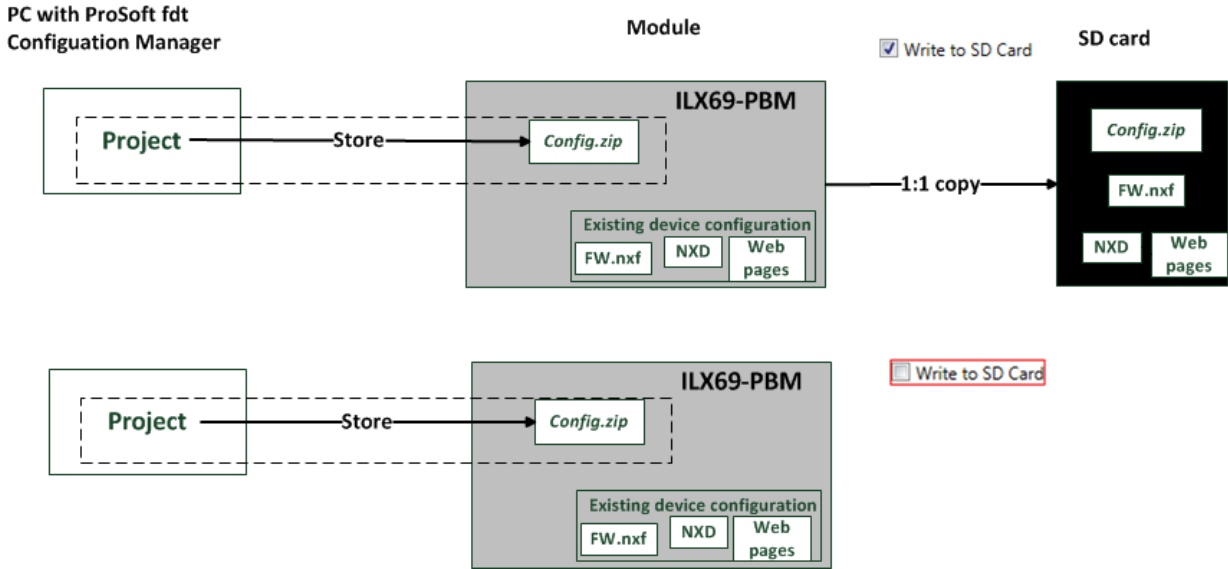 PC with ProSoft fdt
Configuation Manager
Module
Write to SD Card
SD card
ILX69-PBM
Project
Store
Config.zip
1:1 copy
Config.zip
FW.nxf
NXD
Web
pages
Existing device configuration
FW.nxf
NXD
Web
pages
ILX69-PBM
Write to SD Card
Project
Store
Config.zip
Existing device configuration
FW.nxf
NXD
Web
pages